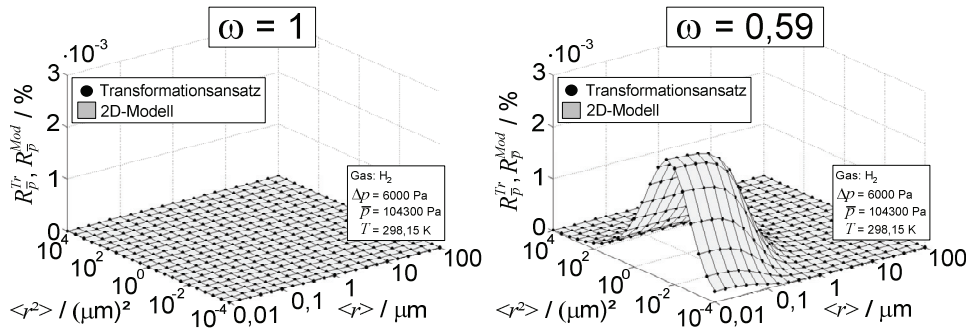 ω = 1
·10⁻³
3
2
1
0
R_p̅^Tr, R_p̅^Mod / %
Transformationsansatz
2D-Modell
Gas: H₂
Δp = 6000 Pa
p̅ = 104300 Pa
T = 298,15 K
10⁴
10²
10⁰
10⁻²
10⁻⁴
<r²> / (μm)²
0,01
0,1
1
10
100
<r> / μm
ω = 0,59
·10⁻³
3
2
1
0
R_p̅^Tr, R_p̅^Mod / %
Transformationsansatz
2D-Modell
Gas: H₂
Δp = 6000 Pa
p̅ = 104300 Pa
T = 298,15 K
10⁴
10²
10⁰
10⁻²
10⁻⁴
<r²> / (μm)²
0,01
0,1
1
10
100
<r> / μm